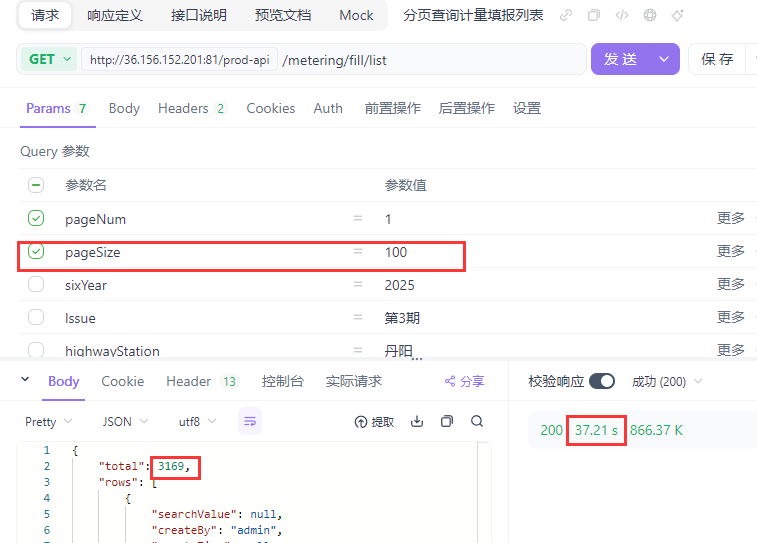 请求 响应定义 接口说明 预览文档 Mock 分页查询计量填报列表
GET http://36.156.152.201:81/prod-api /metering/fill/list 发 送 保 存
Params 7 Body Headers 2 Cookies Auth 前置操作 后置操作 设置
Query 参数
参数名 参数值
pageNum = 1 更多
pageSize = 100 更多
sixYear = 2025 更多
Issue = 第3期 更多
highwayStation = 丹阳 更多
Body Cookie Header 13 控制台 实际请求 分享 校验响应 成功 (200)
Pretty JSON utf8 提取
200 37.21 s 866.37 K
1 {
2 "total": 3169,
3 "rows": [
4 {
5 "searchValue": null,
6 "createBy": "admin",